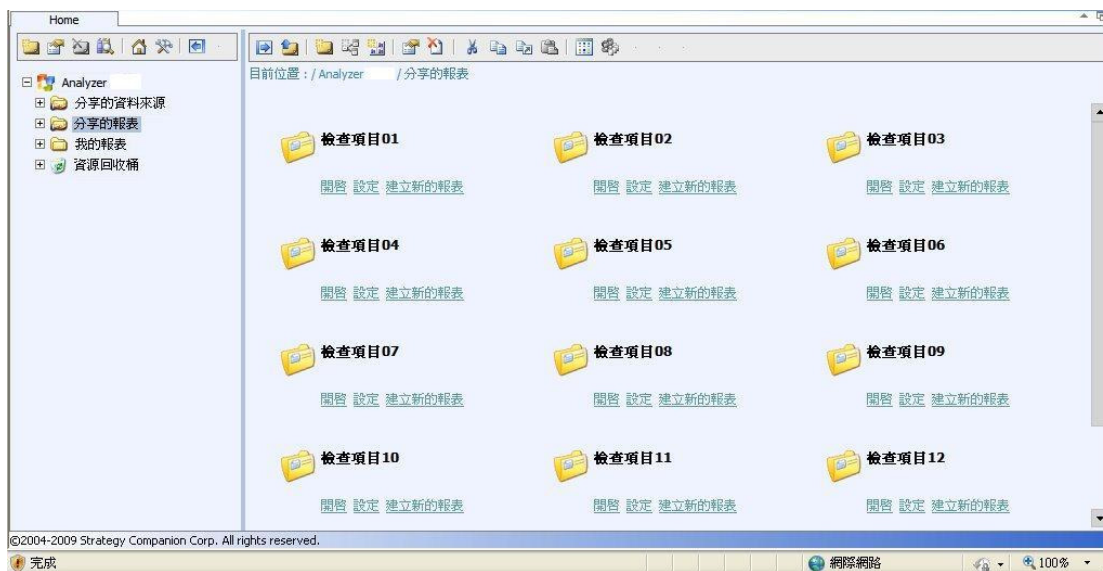 Home
目前位置:/ Analyzer /分享的報表
Analyzer
分享的資料來源
分享的報表
我的報表
資源回收桶
檢查項目01 檢查項目02 檢查項目03
開啓 設定 建立新的報表 開啓 設定 建立新的報表 開啓 設定 建立新的報表
檢查項目04 檢查項目05 檢查項目06
開啓 設定 建立新的報表 開啓 設定 建立新的報表 開啓 設定 建立新的報表
檢查項目07 檢查項目08 檢查項目09
開啓 設定 建立新的報表 開啓 設定 建立新的報表 開啓 設定 建立新的報表
檢查項目10 檢查項目11 檢查項目12
開啓 設定 建立新的報表 開啓 設定 建立新的報表 開啓 設定 建立新的報表
©2004-2009 Strategy Companion Corp. All rights reserved.
完成 網際網路 100%